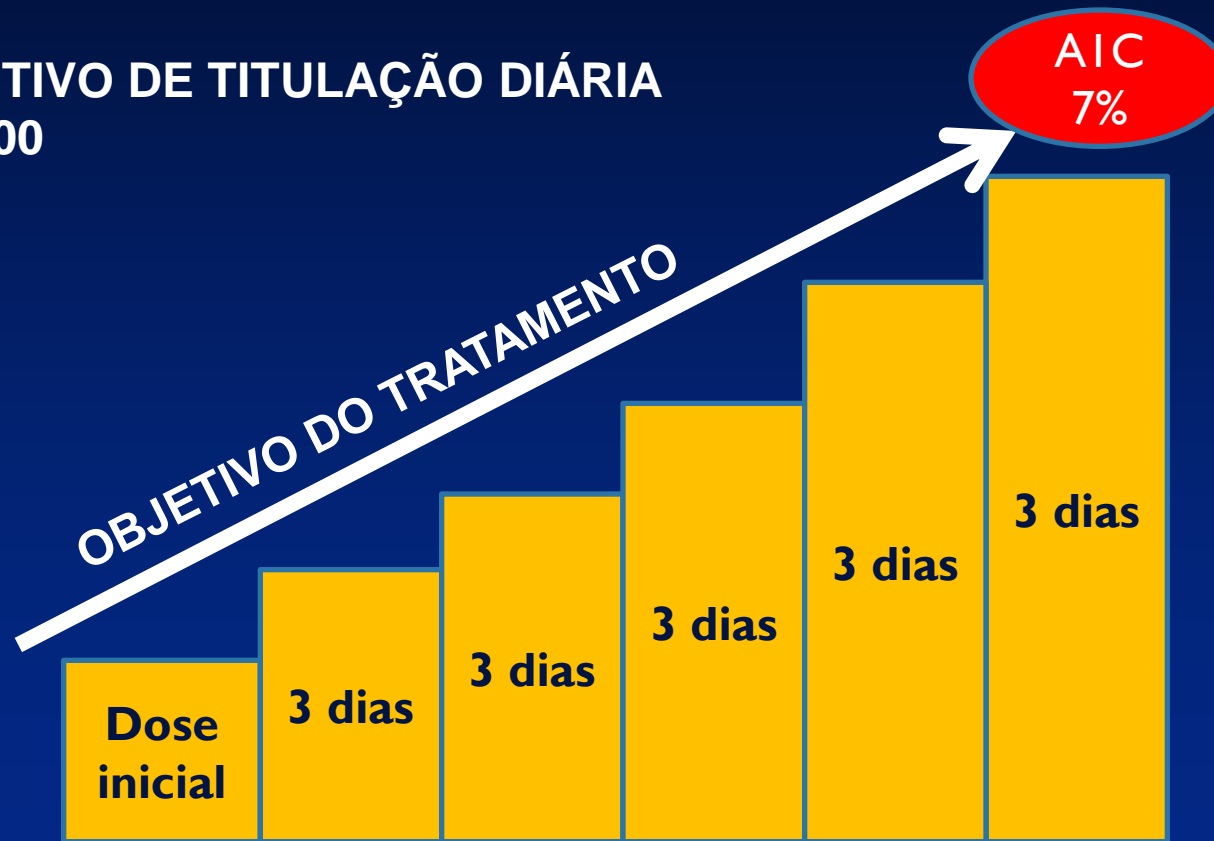 TIVO DE TITULAÇÃO DIÁRIA
00
A1C
7%
OBJETIVO DO TRATAMENTO
3 dias
3 dias
3 dias
3 dias
3 dias
Dose
inicial